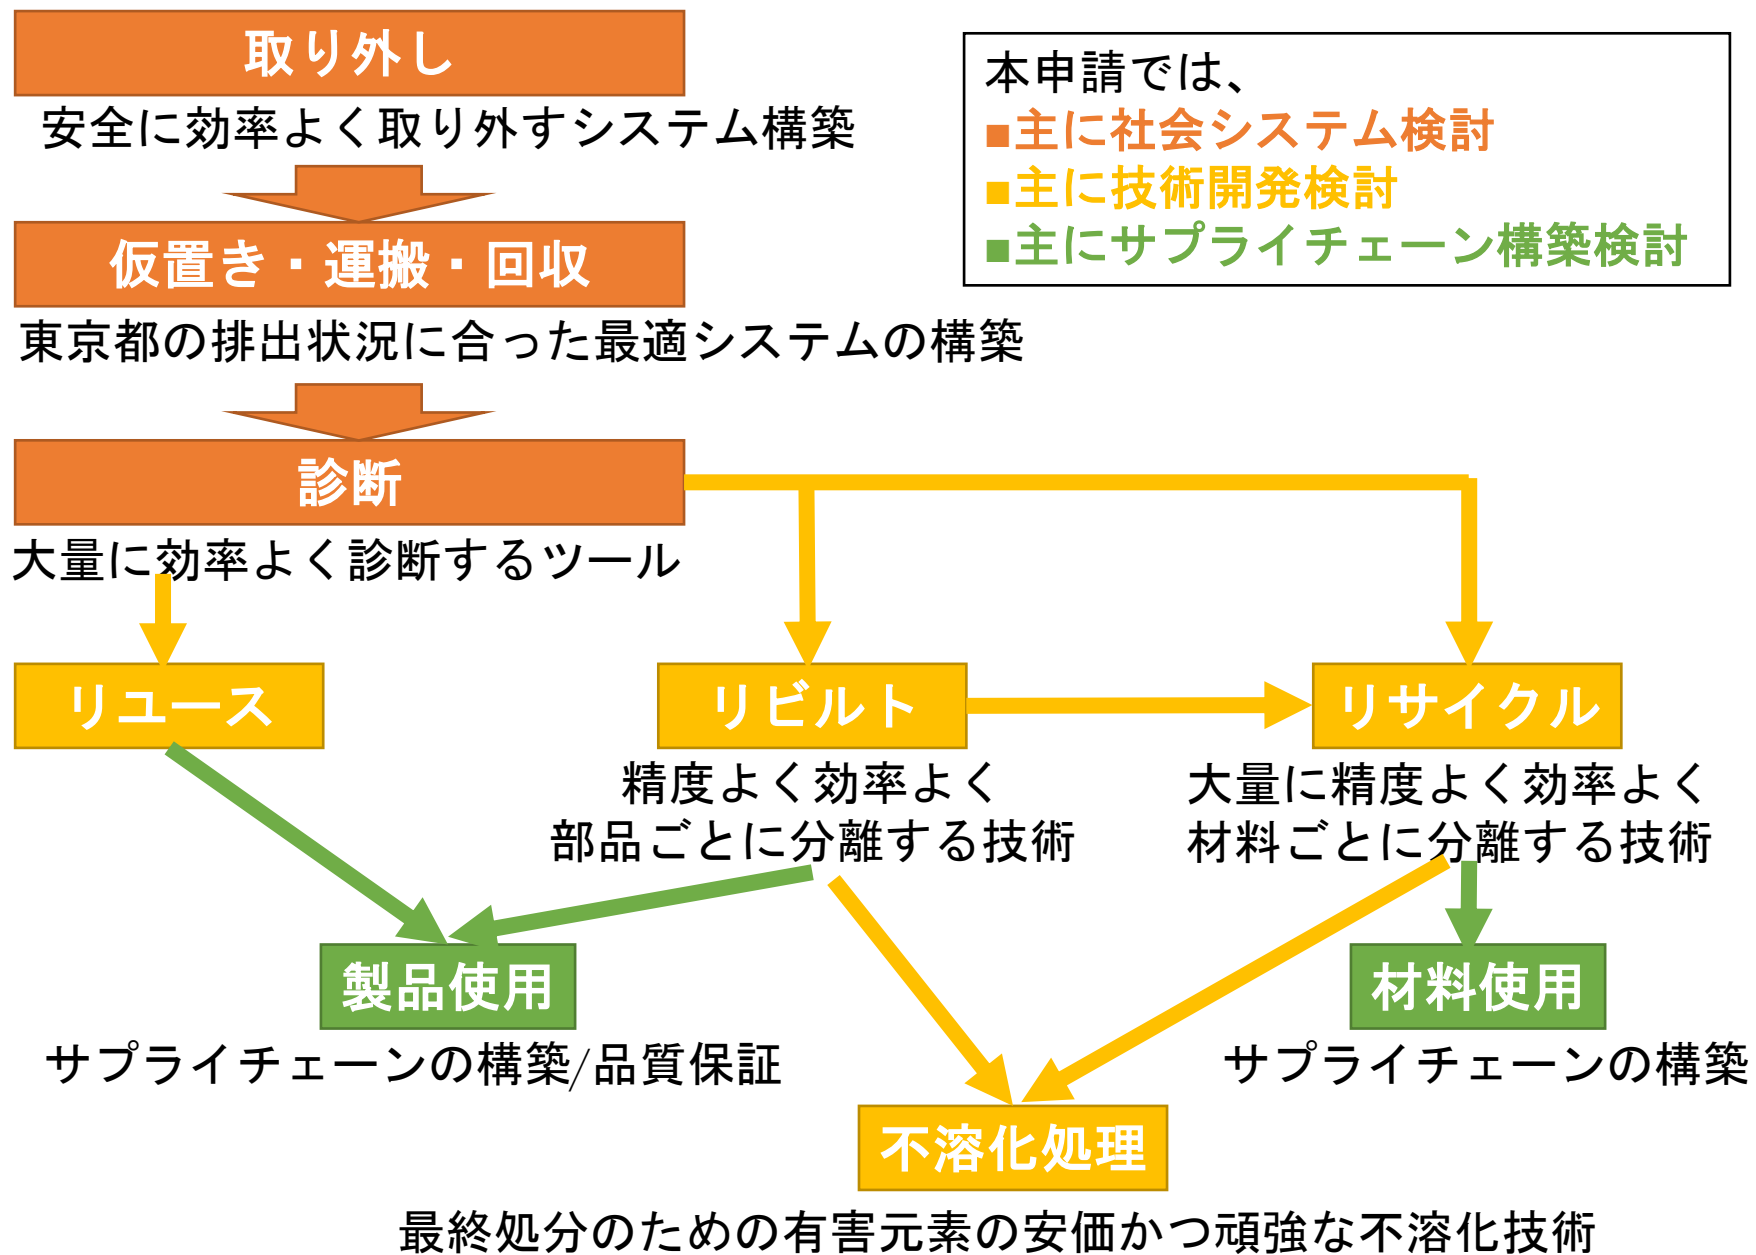 取り外し
安全に効率よく取り外すシステム構築
本申請では、
■主に社会システム検討
■主に技術開発検討
■主にサプライチェーン構築検討
仮置き・運搬・回収
東京都の排出状況に合った最適システムの構築
診断
大量に効率よく診断するツール
リユース
リビルト
リサイクル
精度よく効率よく
部品ごとに分離する技術
大量に精度よく効率よく
材料ごとに分離する技術
製品使用
サプライチェーンの構築/品質保証
材料使用
サプライチェーンの構築
不溶化処理
最終処分のための有害元素の安価かつ頑強な不溶化技術